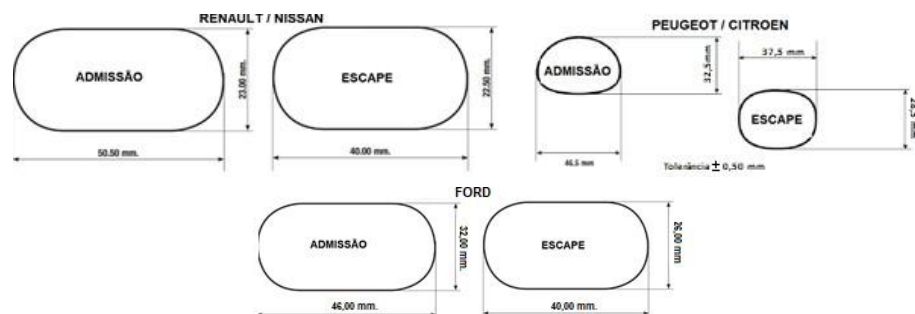 RENAULT / NISSAN
ADMISSÃO
23.00 mm.
50.50 mm.
ESCAPE
22.50 mm.
40.00 mm.
PEUGEOT / CITROEN
ADMISSÃO
32,5 mm
46.5 mm
37,5 mm
ESCAPE
Tolerância ± 0,50 mm
FORD
ADMISSÃO
32,00 mm.
46,00 mm.
ESCAPE
26,00 mm
40,00 mm.